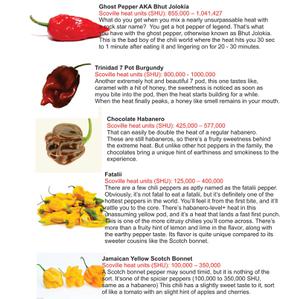 Ghost Pepper AKA Bhut Jolokia
Scoville heat units (SHU): 855,000 – 1,041,427
What do you get when you mix a nearly unsurpassable heat with
rock star name? You get a hot pepper of legend. That's what
you have with the ghost pepper, otherwise known as Bhut Jolokia.
This is the bad boy of the chili world where the heat hits you 30 sec
to 1 minute after eating it and lingering on for 20 - 30 minutes.
Trinidad 7 Pot Burgundy
Scoville heat units (SHU): 800,000 - 1000,000
Another extremely hot and beautiful 7 pod, this one tastes like,
caramel with a hit of honey, the sweetness is noticed as soon as
myou bite into the pod, then the heat starts building for a while.
When the heat finally peaks, a honey like smell remains in your mouth.
Chocolate Habanero
Scoville heat units (SHU): 425,000 – 577,000
That can easily be double the heat of a regular habanero.
These are still habaneros, so there's a fruity sweetness behind
the extreme heat. But unlike other hot peppers in the family, the
chocolates bring a unique hint of earthiness and smokiness to the
experience.
Fatalii
Scoville heat units (SHU): 125,000 – 400,000
There are a few chili peppers as aptly named as the fatalii pepper.
Obviously, it's not fatal to eat a fatalii, but it's definitely one of the
hottest peppers in the world. You'll feel it from the first bite, and it'll
rattle you to the core. There's habanero-level+ heat in this
unassuming yellow pod, and it's a heat that lands fast first punch.
This is one of the more citrusy chilies you'll come across. There's
more than a fruity hint of lemon and lime in the flavor, along with
the earthy pepper taste. Its flavor is quite unique compared to its
sweeter cousins like the Scotch bonnet.
Jamaican Yellow Scotch Bonnet
Scoville heat units (SHU): 100,000 – 350,000
A Scotch bonnet pepper may sound timid, but it is nothing of the
sort. It'sone of the spicier peppers (100,000 to 350,000 SHU,
same as a habanero) This chili has a slightly sweet taste to it, sort
of like a tomato with an slight hint of apples and cherries.